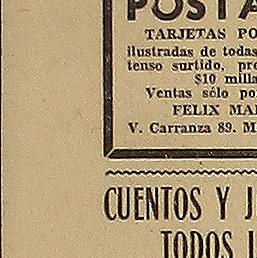 POSTA
TARJETAS PO
ilustradas de todas
tenso surtido, pre
$10 milla
Ventas sólo po
FELIX MA
V. Carranza 89. M
CUENTOS Y J
TODOS L